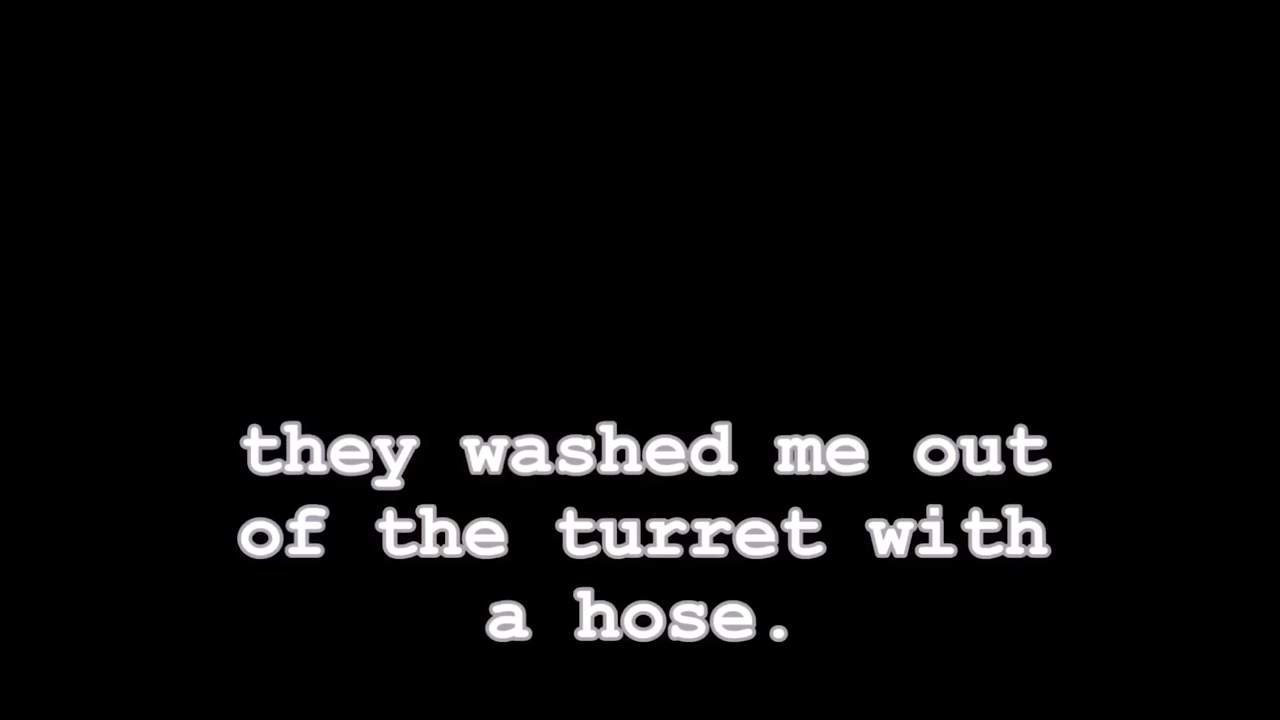 they washed me out
of the turret with
a hose.